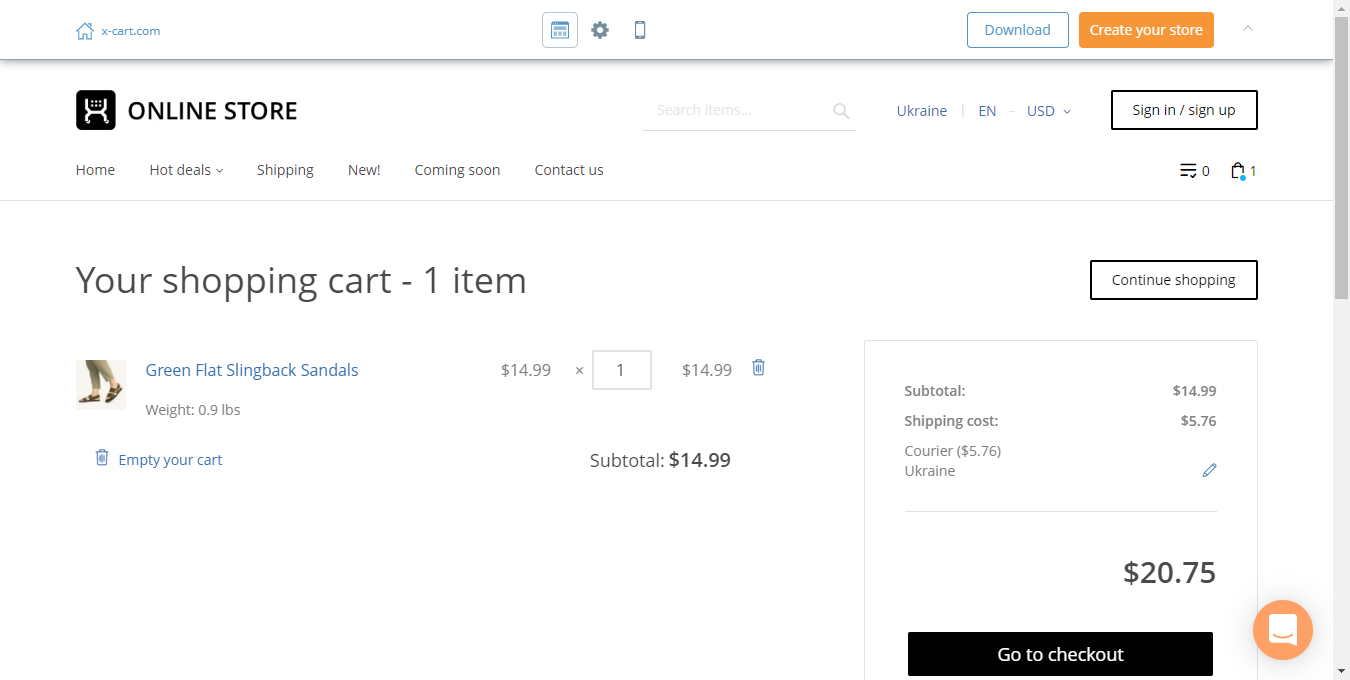 x-cart.com
Download
Create your store
ONLINE STORE
Search items...
Ukraine
EN
USD
Sign in / sign up
Home
Hot deals
Shipping
New!
Coming soon
Contact us
0
1
Your shopping cart - 1 item
Continue shopping
Green Flat Slingback Sandals
$14.99 × 1 $14.99
Weight: 0.9 lbs
Empty your cart
Subtotal: $14.99
Subtotal: $14.99
Shipping cost: $5.76
Courier ($5.76)
Ukraine
$20.75
Go to checkout